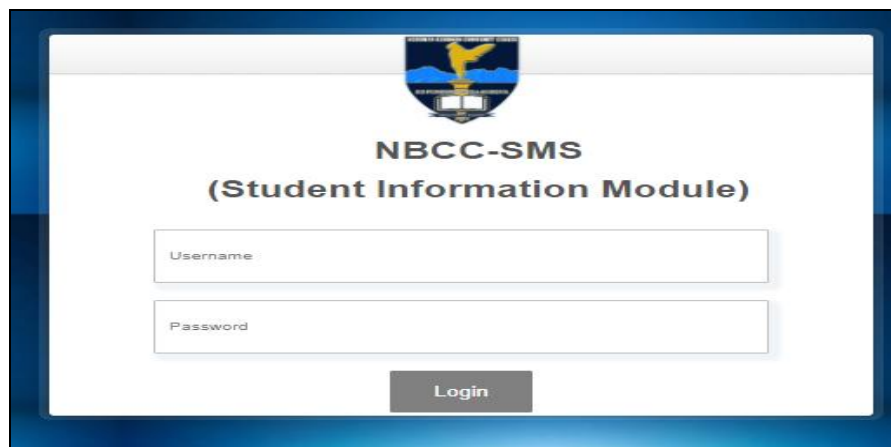 NBCC-SMS
(Student Information Module)
Username
Password
Login